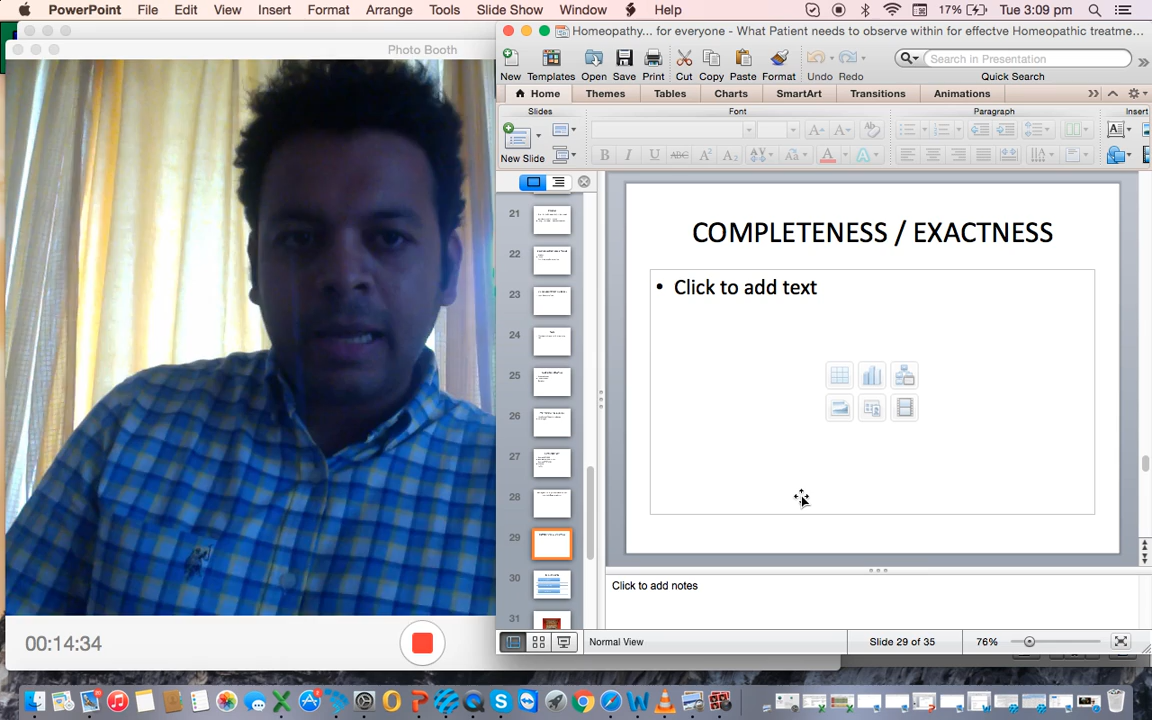 PowerPoint File Edit View Insert Format Arrange Tools Slide Show Window Help 17% Tue 3:09 pm
Photo Booth
Homeopathy... for everyone - What Patient needs to observe within for effectve Homeopathic treatme...
Search in Presentation
New Templates Open Save Print Cut Copy Paste Format Undo Redo Quick Search
Home Themes Tables Charts SmartArt Transitions Animations
Slides Font Paragraph Insert
New Slide
21
22
23
24
25
26
27
28
29
30
31
COMPLETENESS / EXACTNESS
• Click to add text
Click to add notes
00:14:34
Normal View Slide 29 of 35 76%